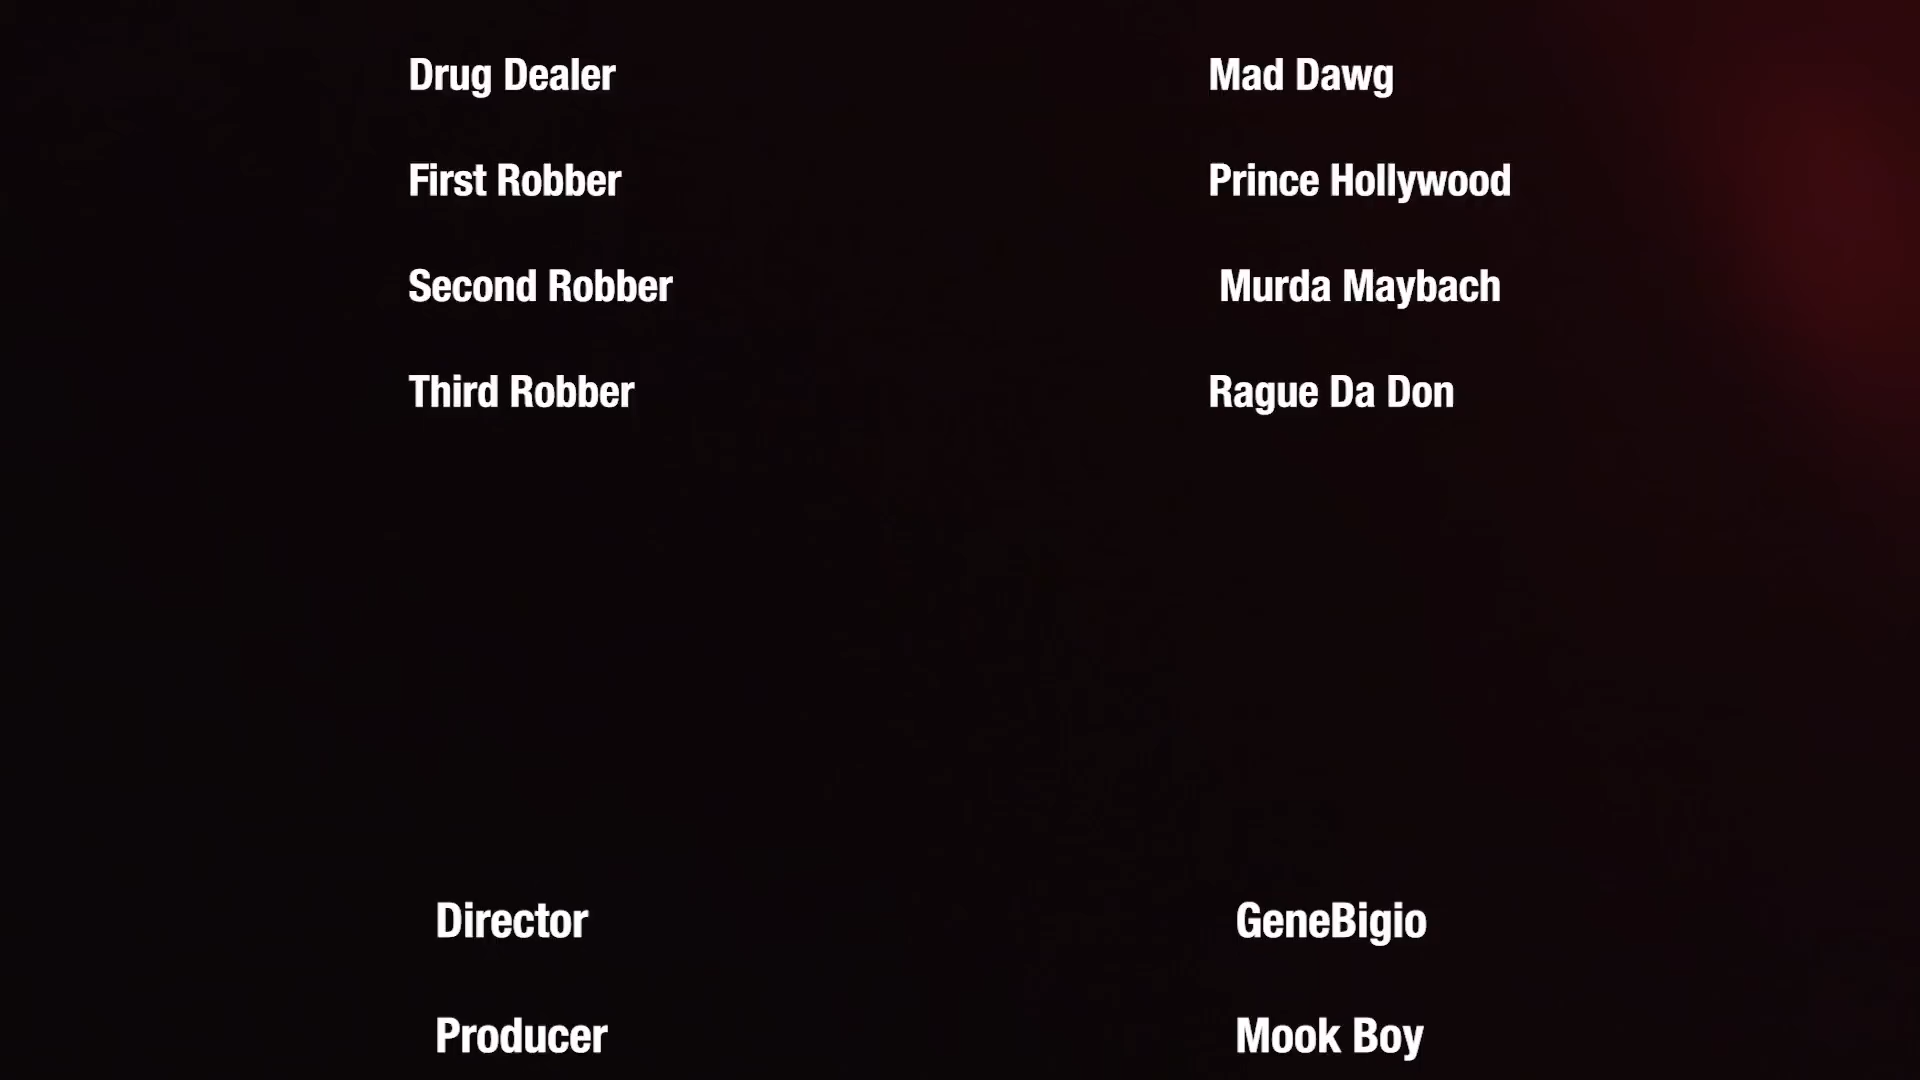 Drug Dealer Mad Dawg
First Robber Prince Hollywood
Second Robber Murda Maybach
Third Robber Rague Da Don
Director GeneBigio
Producer Mook Boy